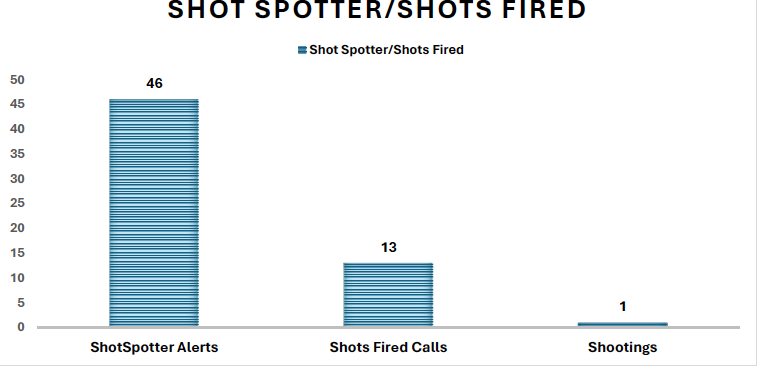 SHOT SPOTTER/SHOTS FIRED
Shot Spotter/Shots Fired
50
45
40
35
30
25
20
15
10
5
0
46
13
1
ShotSpotter Alerts
Shots Fired Calls
Shootings